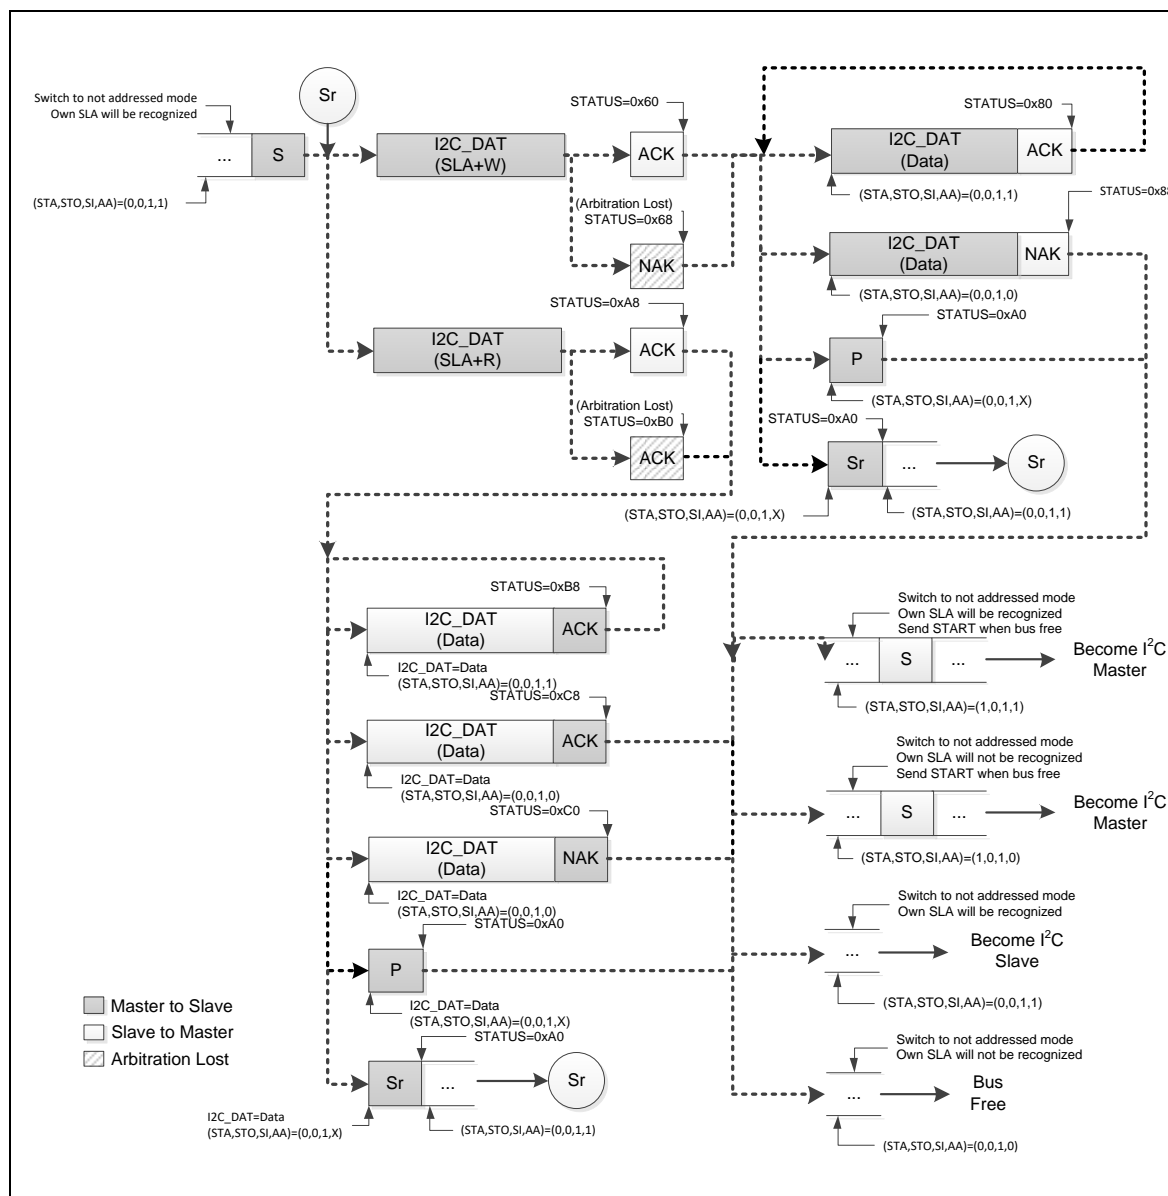 Switch to not addressed mode
Own SLA will be recognized
...
S
(STA,STO,SI,AA)=(0,0,1,1)
Sr
I2C_DAT
(SLA+W)
STATUS=0x60
ACK
(Arbitration Lost)
STATUS=0x68
NAK
STATUS=0xA8
I2C_DAT
(SLA+R)
ACK
(Arbitration Lost)
STATUS=0xB0
ACK
STATUS=0x80
I2C_DAT
(Data)
ACK
(STA,STO,SI,AA)=(0,0,1,1)
STATUS=0x88
I2C_DAT
(Data)
NAK
(STA,STO,SI,AA)=(0,0,1,0)
STATUS=0xA0
P
(STA,STO,SI,AA)=(0,0,1,X)
STATUS=0xA0
Sr
...
Sr
(STA,STO,SI,AA)=(0,0,1,X)
(STA,STO,SI,AA)=(0,0,1,1)
STATUS=0xB8
I2C_DAT
(Data)
ACK
I2C_DAT=Data
(STA,STO,SI,AA)=(0,0,1,1)
STATUS=0xC8
I2C_DAT
(Data)
ACK
I2C_DAT=Data
(STA,STO,SI,AA)=(0,0,1,0)
STATUS=0xC0
I2C_DAT
(Data)
NAK
I2C_DAT=Data
(STA,STO,SI,AA)=(0,0,1,0)
STATUS=0xA0
P
I2C_DAT=Data
(STA,STO,SI,AA)=(0,0,1,X)
STATUS=0xA0
Sr
...
Sr
I2C_DAT=Data
(STA,STO,SI,AA)=(0,0,1,X)
(STA,STO,SI,AA)=(0,0,1,1)
Switch to not addressed mode
Own SLA will be recognized
Send START when bus free
...
S
...
Become I²C
Master
(STA,STO,SI,AA)=(1,0,1,1)
Switch to not addressed mode
Own SLA will not be recognized
Send START when bus free
...
S
...
Become I²C
Master
(STA,STO,SI,AA)=(1,0,1,0)
Switch to not addressed mode
Own SLA will be recognized
...
Become I²C
Slave
(STA,STO,SI,AA)=(0,0,1,1)
Switch to not addressed mode
Own SLA will not be recognized
...
Bus
Free
(STA,STO,SI,AA)=(0,0,1,0)
Master to Slave
Slave to Master
Arbitration Lost